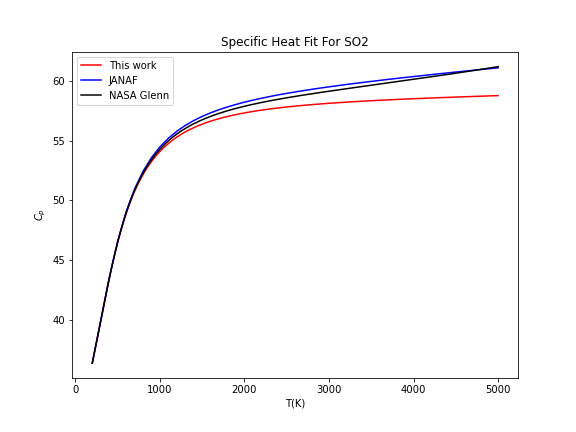 Specific Heat Fit For SO2
This work
JANAF
NASA Glenn
60
55
50
45
40
C_p
0 1000 2000 3000 4000 5000
T(K)